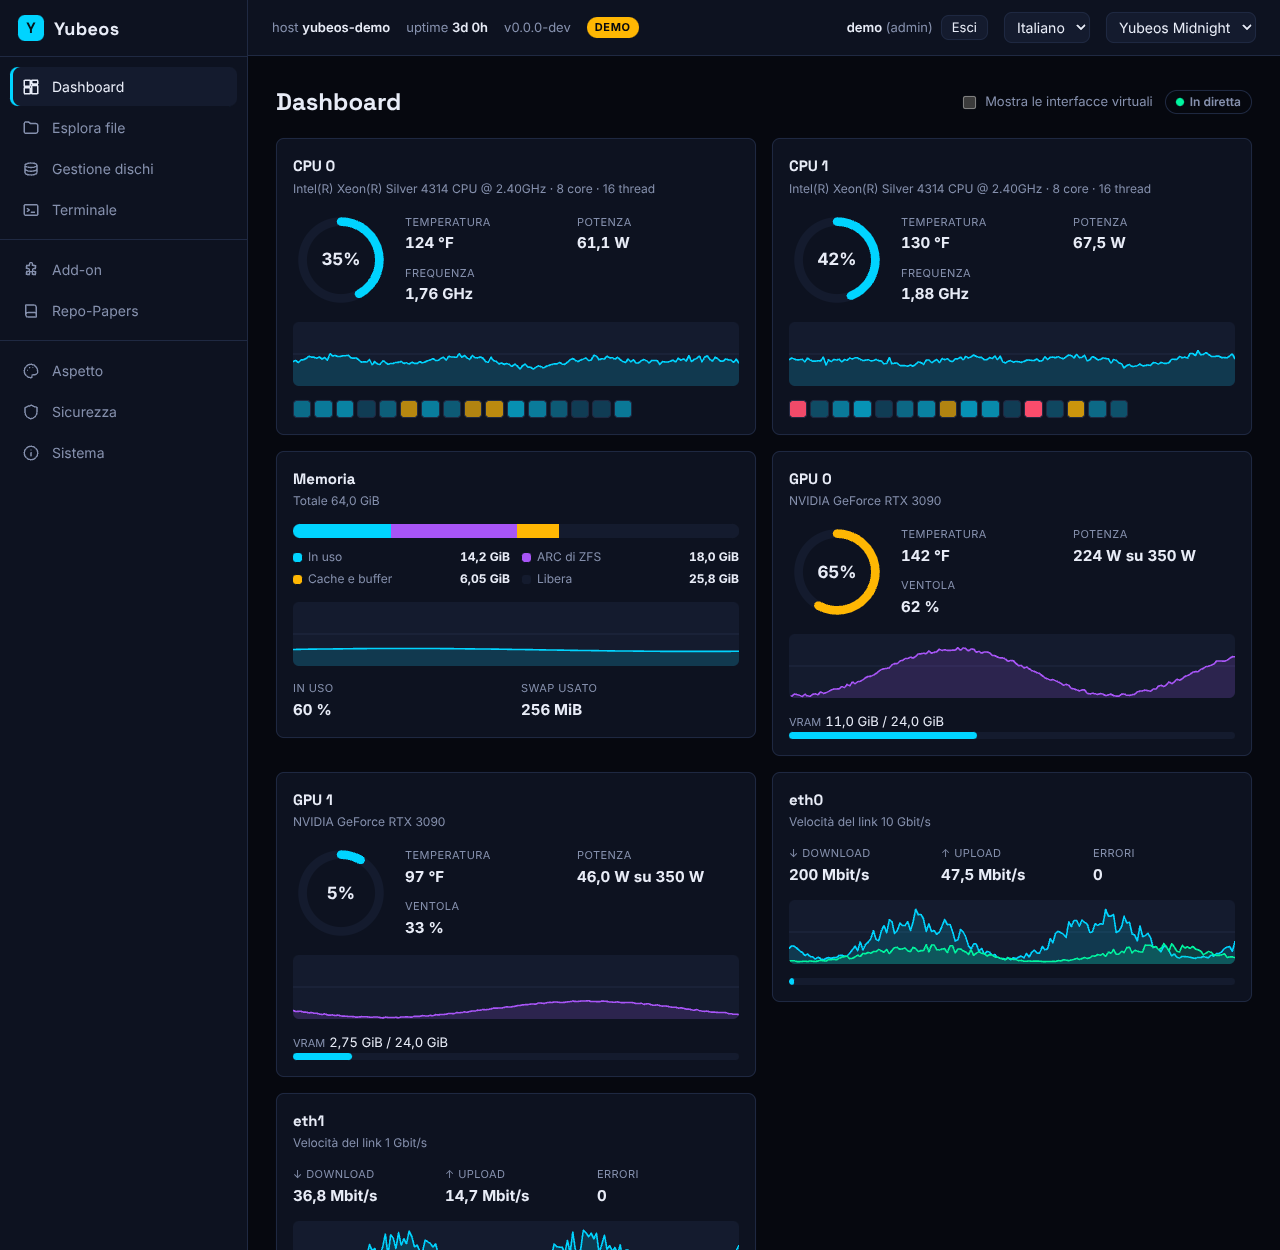 Y Yubeos
host yubeos-demo uptime 3d 0h v0.0.0-dev DEMO
demo (admin) Esci Italiano Yubeos Midnight
Dashboard
Esplora file
Gestione dischi
Terminale
Add-on
Repo-Papers
Aspetto
Sicurezza
Sistema
Dashboard
Mostra le interfacce virtuali In diretta
CPU 0
Intel(R) Xeon(R) Silver 4314 CPU @ 2.40GHz · 8 core · 16 thread
35%
TEMPERATURA POTENZA
124 °F 61,1 W
FREQUENZA
1,76 GHz
CPU 1
Intel(R) Xeon(R) Silver 4314 CPU @ 2.40GHz · 8 core · 16 thread
42%
TEMPERATURA POTENZA
130 °F 67,5 W
FREQUENZA
1,88 GHz
Memoria
Totale 64,0 GiB
In uso 14,2 GiB ARC di ZFS 18,0 GiB
Cache e buffer 6,05 GiB Libera 25,8 GiB
IN USO SWAP USATO
60 % 256 MiB
GPU 0
NVIDIA GeForce RTX 3090
65%
TEMPERATURA POTENZA
142 °F 224 W su 350 W
VENTOLA
62 %
VRAM 11,0 GiB / 24,0 GiB
GPU 1
NVIDIA GeForce RTX 3090
5%
TEMPERATURA POTENZA
97 °F 46,0 W su 350 W
VENTOLA
33 %
VRAM 2,75 GiB / 24,0 GiB
eth0
Velocità del link 10 Gbit/s
↓ DOWNLOAD ↑ UPLOAD ERRORI
200 Mbit/s 47,5 Mbit/s 0
eth1
Velocità del link 1 Gbit/s
↓ DOWNLOAD ↑ UPLOAD ERRORI
36,8 Mbit/s 14,7 Mbit/s 0